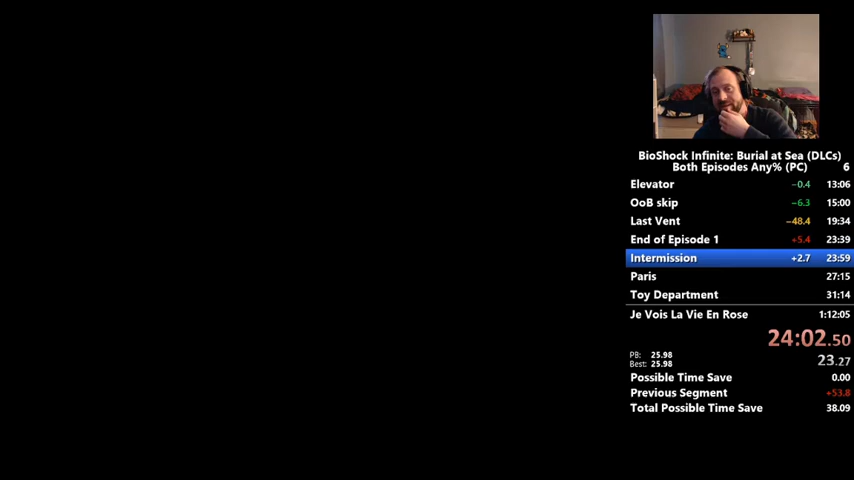 BioShock Infinite: Burial at Sea (DLCs)
Both Episodes Any% (PC) 6
Elevator −0.4 13:06
OoB skip −6.3 15:00
Last Vent −48.4 19:34
End of Episode 1 +5.4 23:39
Intermission +2.7 23:59
Paris 27:15
Toy Department 31:14
Je Vois La Vie En Rose 1:12:05
24:02.50
PB: 25.98
Best: 25.98
23.27
Possible Time Save 0.00
Previous Segment +53.8
Total Possible Time Save 38.09